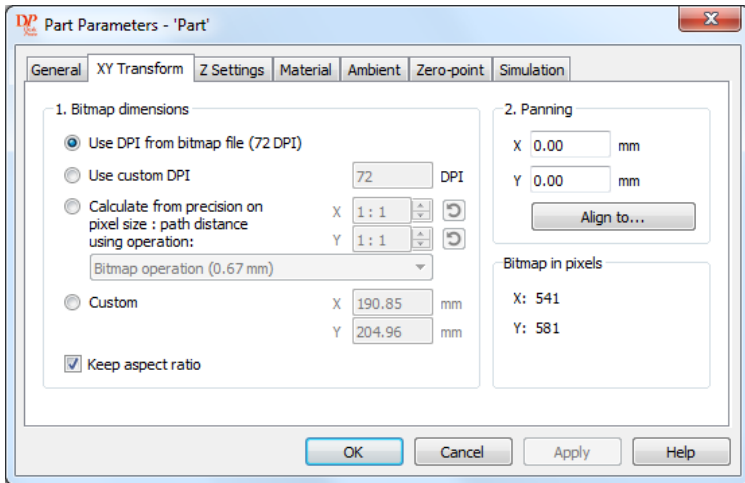 Part Parameters - 'Part'
General XY Transform Z Settings Material Ambient Zero-point Simulation
1. Bitmap dimensions
Use DPI from bitmap file (72 DPI)
Use custom DPI 72 DPI
Calculate from precision on
pixel size : path distance
using operation:
X 1 : 1
Y 1 : 1
Bitmap operation (0.67 mm)
Custom X 190.85 mm
Y 204.96 mm
Keep aspect ratio
2. Panning
X 0.00 mm
Y 0.00 mm
Align to...
Bitmap in pixels
X: 541
Y: 581
OK Cancel Apply Help